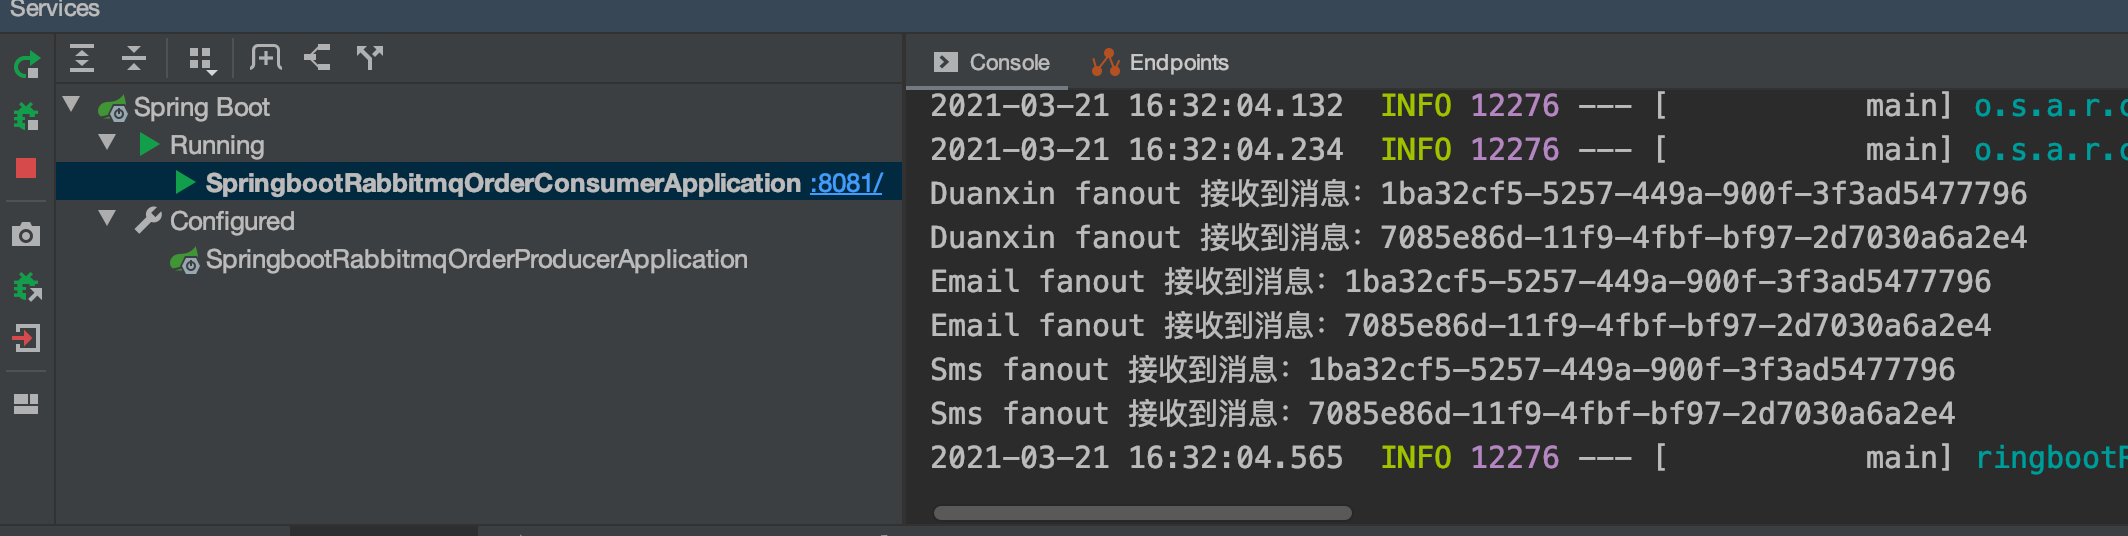 Services
Spring Boot
Running
SpringbootRabbitmqOrderConsumerApplication :8081/
Configured
SpringbootRabbitmqOrderProducerApplication
Console Endpoints
2021-03-21 16:32:04.132 INFO 12276 --- [ main] o.s.a.r.c
2021-03-21 16:32:04.234 INFO 12276 --- [ main] o.s.a.r.c
Duanxin fanout 接收到消息：1ba32cf5-5257-449a-900f-3f3ad5477796
Duanxin fanout 接收到消息：7085e86d-11f9-4fbf-bf97-2d7030a6a2e4
Email fanout 接收到消息：1ba32cf5-5257-449a-900f-3f3ad5477796
Email fanout 接收到消息：7085e86d-11f9-4fbf-bf97-2d7030a6a2e4
Sms fanout 接收到消息：1ba32cf5-5257-449a-900f-3f3ad5477796
Sms fanout 接收到消息：7085e86d-11f9-4fbf-bf97-2d7030a6a2e4
2021-03-21 16:32:04.565 INFO 12276 --- [ main] ringbootR